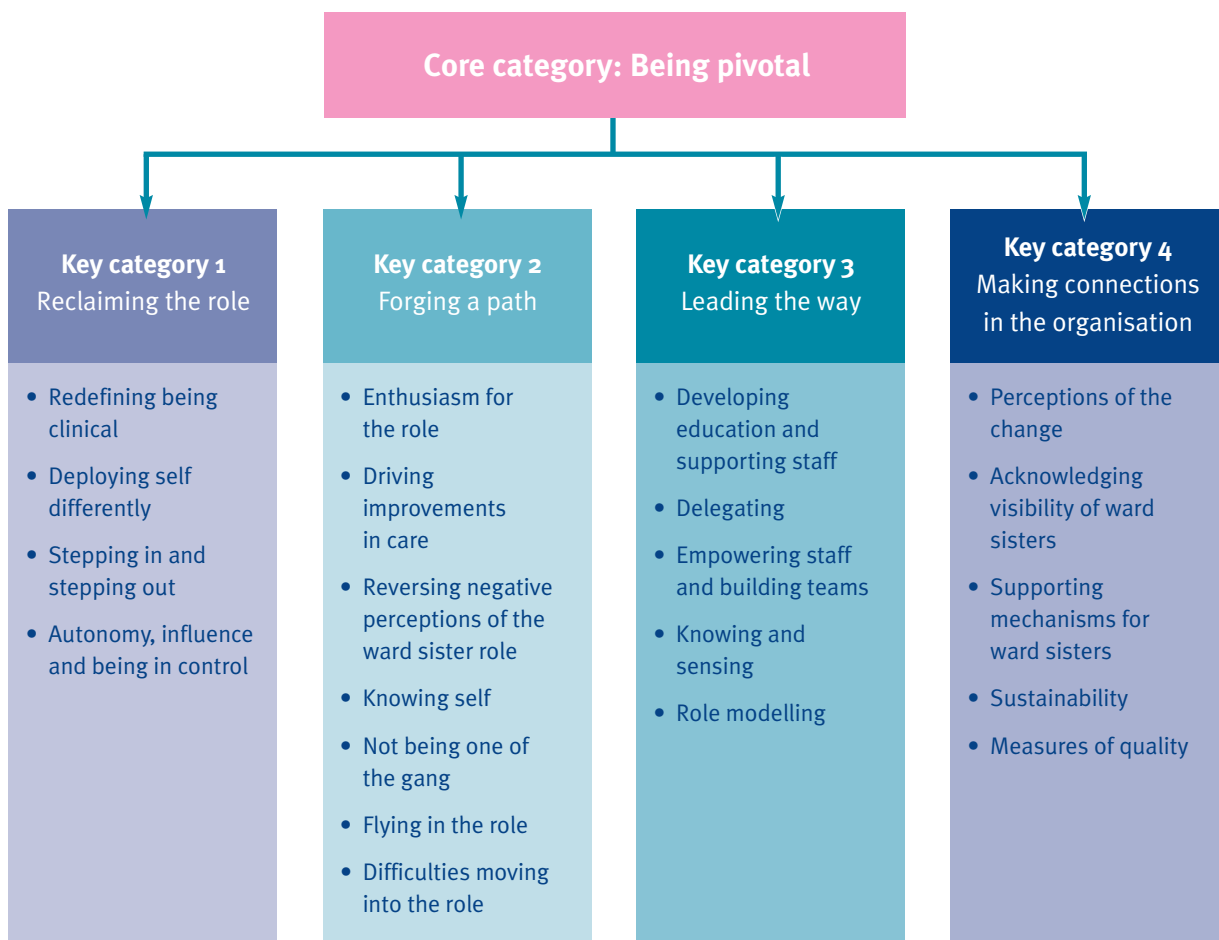 Core category: Being pivotal
Key category 1
Reclaiming the role
• Redefining being
clinical
• Deploying self
differently
• Stepping in and
stepping out
• Autonomy, influence
and being in control
Key category 2
Forging a path
• Enthusiasm for
the role
• Driving
improvements
in care
• Reversing negative
perceptions of the
ward sister role
• Knowing self
• Not being one of
the gang
• Flying in the role
• Difficulties moving
into the role
Key category 3
Leading the way
• Developing
education and
supporting staff
• Delegating
• Empowering staff
and building teams
• Knowing and
sensing
• Role modelling
Key category 4
Making connections
in the organisation
• Perceptions of the
change
• Acknowledging
visibility of ward
sisters
• Supporting
mechanisms for
ward sisters
• Sustainability
• Measures of quality